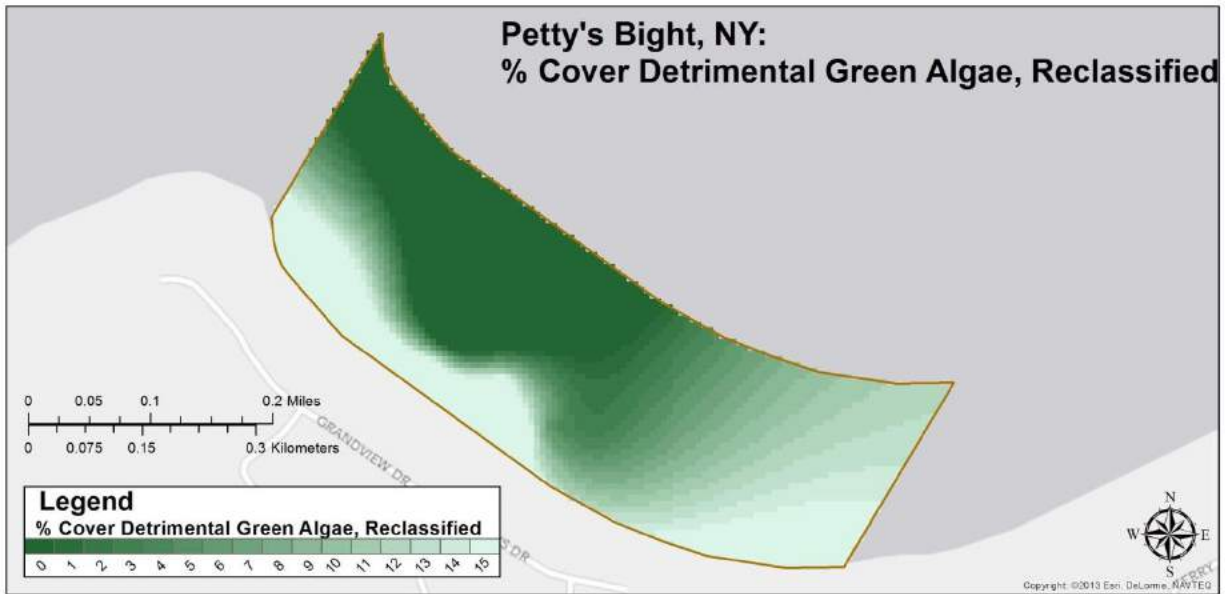 Petty's Bight, NY:
% Cover Detrimental Green Algae, Reclassified
0 0.05 0.1 0.2 Miles
0 0.075 0.15 0.3 Kilometers
GRANDVIEW DR
Legend
% Cover Detrimental Green Algae, Reclassified
0 1 2 3 4 5 6 7 8 9 10 11 12 13 14 15
DR
N
W E
S
Copyright: ©2013 Esri, DeLorme, NAVTEQ